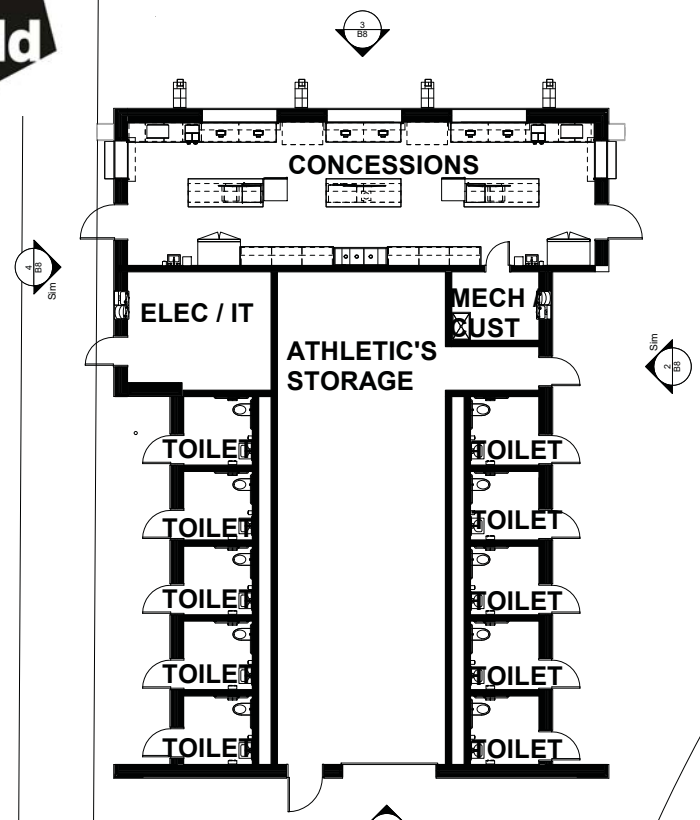 ld
3
B8
CONCESSIONS
4
B8
Sim
ELEC / IT
MECH /
CUST
ATHLETIC'S
STORAGE
Sim
2
B8
TOILET
TOILET
TOILET
TOILET
TOILET
TOILET
TOILET
TOILET
TOILET
TOILET